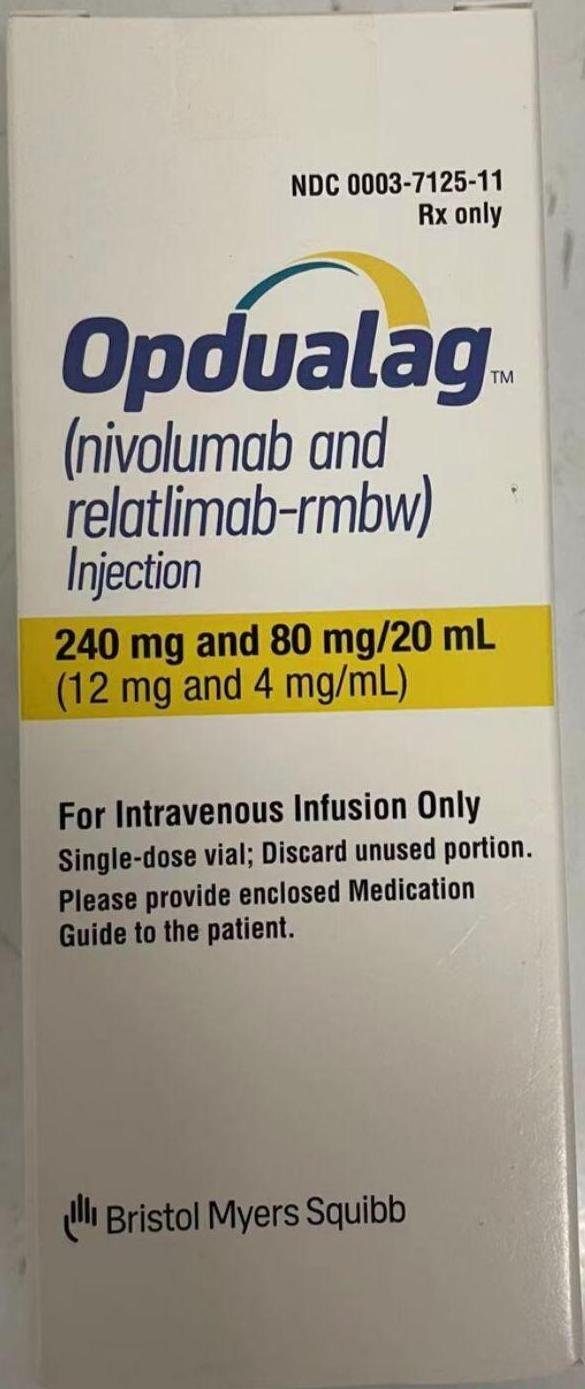 NDC 0003-7125-11
Rx only
Opdualag™
(nivolumab and
relatlimab-rmbw)
Injection
240 mg and 80 mg/20 mL
(12 mg and 4 mg/mL)
For Intravenous Infusion Only
Single-dose vial; Discard unused portion.
Please provide enclosed Medication
Guide to the patient.
Bristol Myers Squibb